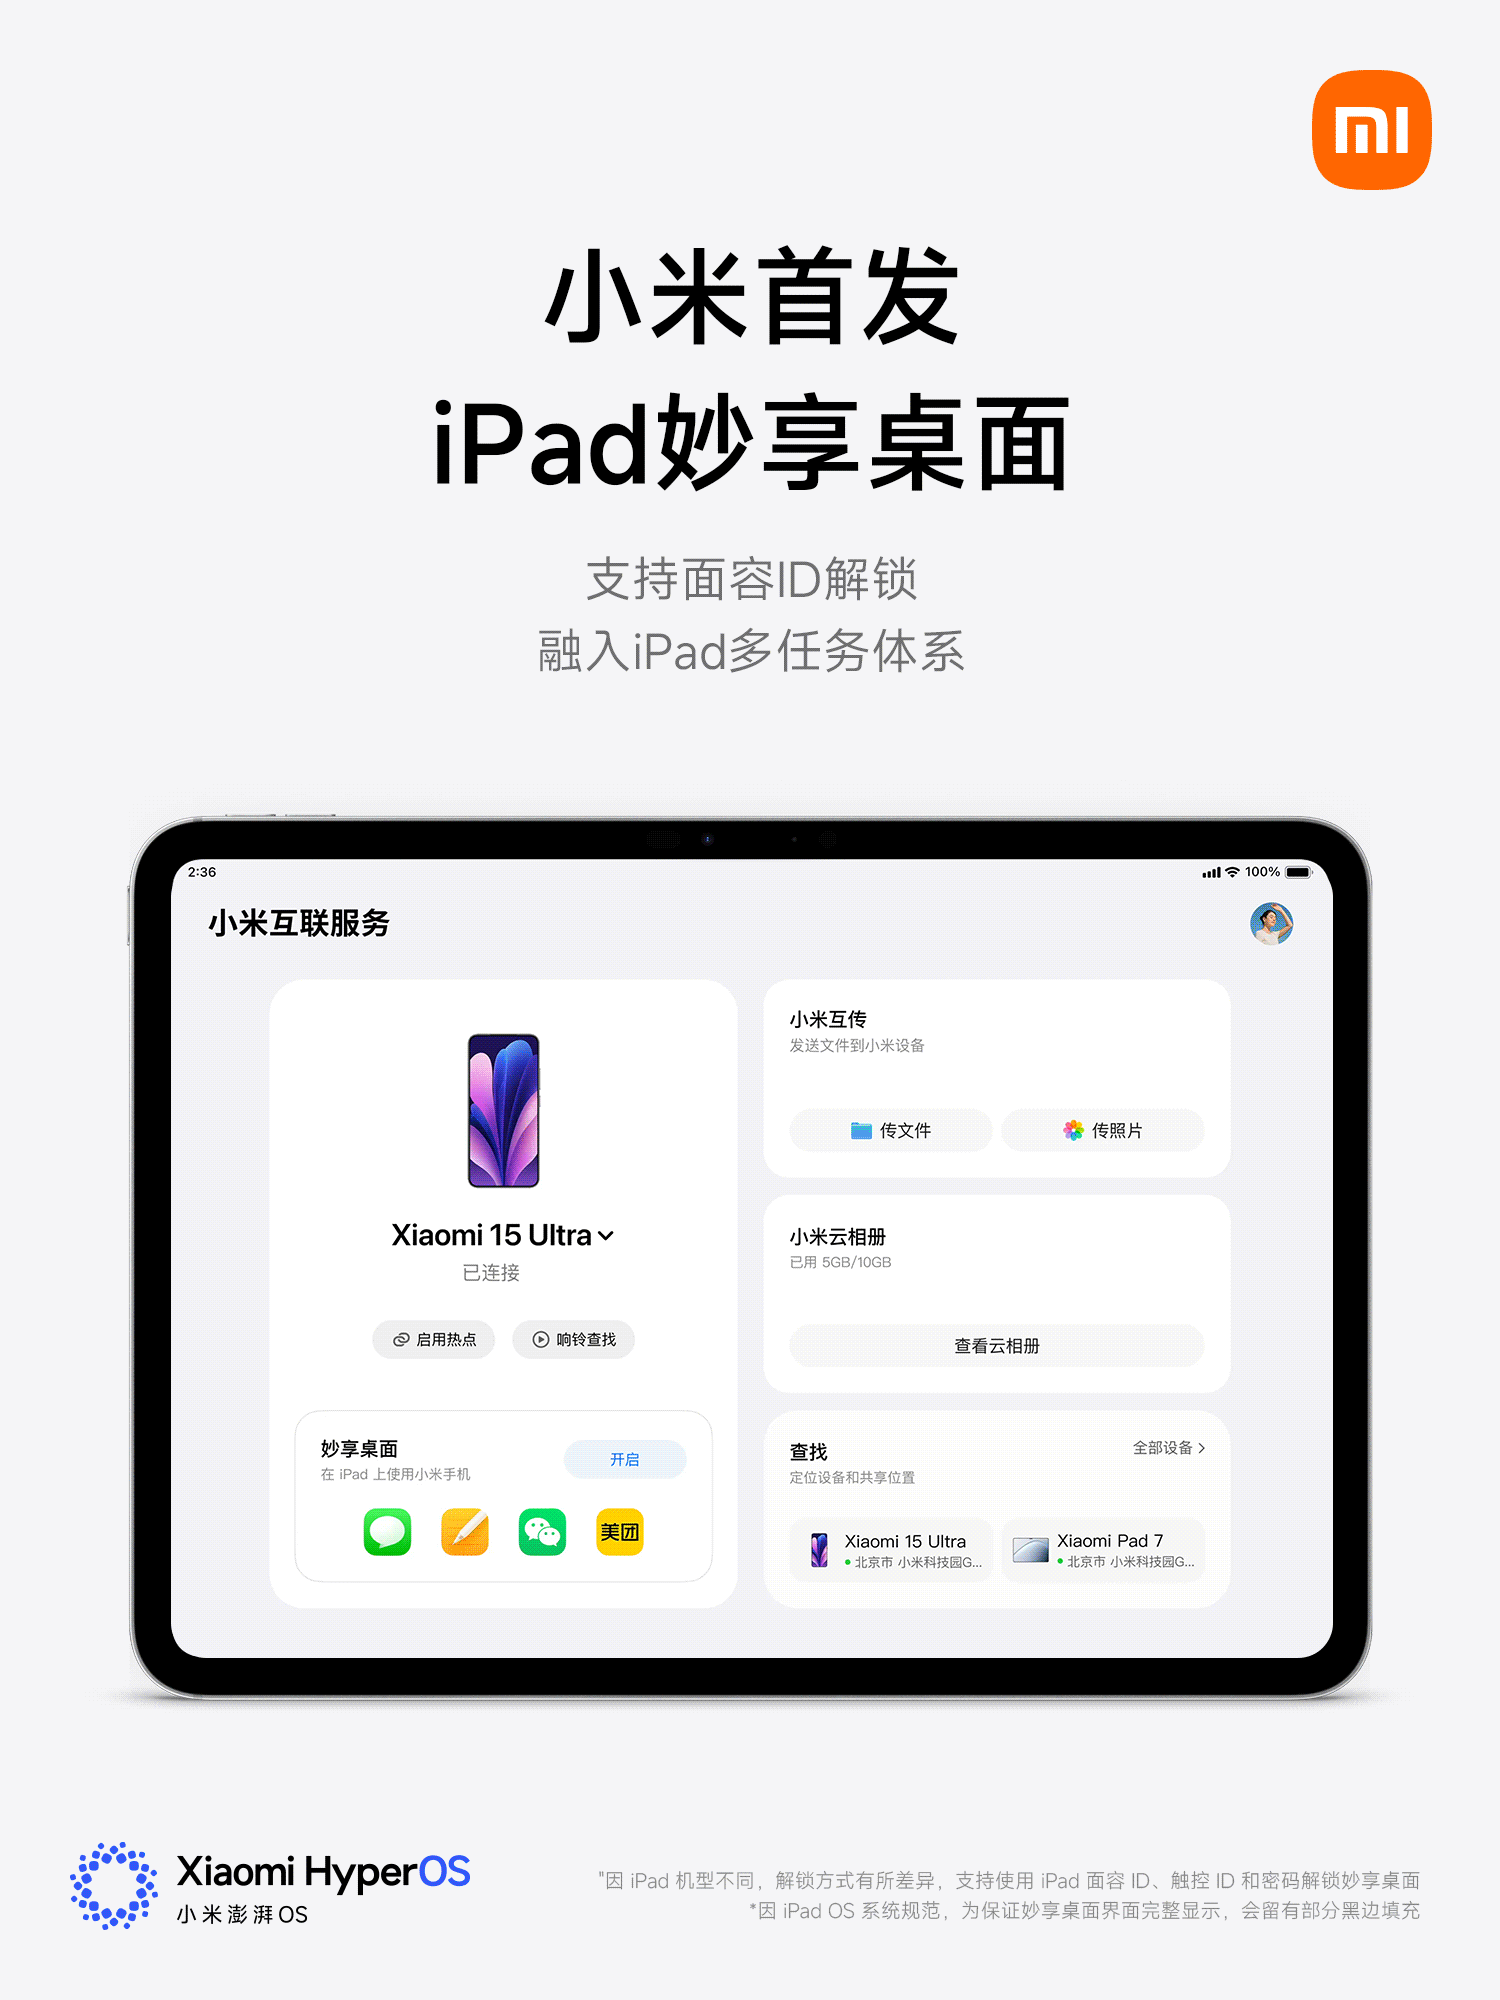 小米首发
iPad妙享桌面
支持面容ID解锁
融入iPad多任务体系
2:36
100%
小米互联服务
Xiaomi 15 Ultra
已连接
启用热点
响铃查找
妙享桌面
在 iPad 上使用小米手机
开启
美团
小米互传
发送文件到小米设备
传文件
传照片
小米云相册
已用 5GB/10GB
查看云相册
查找
全部设备
定位设备和共享位置
Xiaomi 15 Ultra
北京市 小米科技园G...
Xiaomi Pad 7
北京市 小米科技园G...
Xiaomi HyperOS
小米澎湃OS
"因 iPad 机型不同，解锁方式有所差异，支持使用 iPad 面容 ID、触控 ID 和密码解锁妙享桌面
*因 iPad OS 系统规范，为保证妙享桌面界面完整显示，会留有部分黑边填充